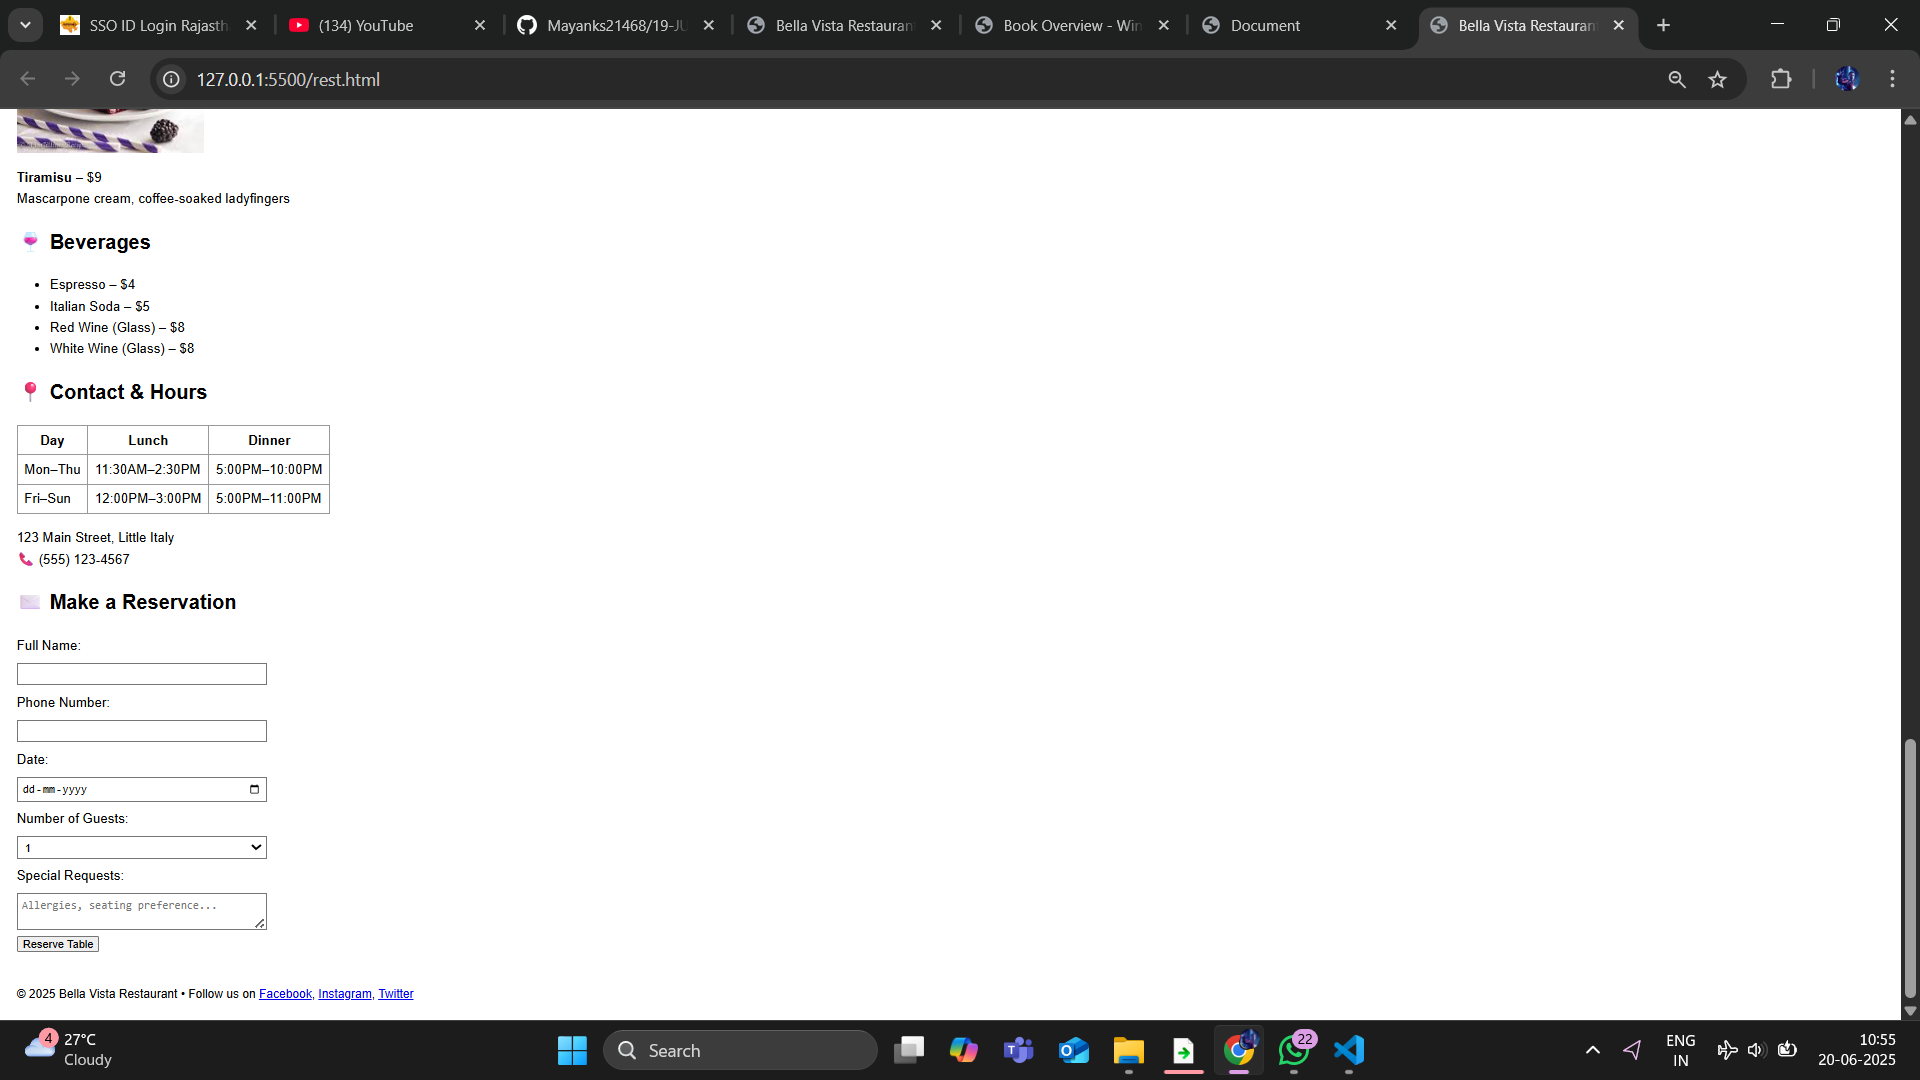 SSO ID Login Rajasth
(134) YouTube
Mayanks21468/19-JU
Bella Vista Restauran
Book Overview - Win
Document
Bella Vista Restauran
127.0.0.1:5500/rest.html
Tiramisu – $9
Mascarpone cream, coffee-soaked ladyfingers
🍷 Beverages
• Espresso – $4
• Italian Soda – $5
• Red Wine (Glass) – $8
• White Wine (Glass) – $8
📍 Contact & Hours
Day Lunch Dinner
Mon–Thu 11:30AM–2:30PM 5:00PM–10:00PM
Fri–Sun 12:00PM–3:00PM 5:00PM–11:00PM
123 Main Street, Little Italy
📞 (555) 123-4567
✉️ Make a Reservation
Full Name:
Phone Number:
Date:
dd-mm-yyyy
Number of Guests:
1
Special Requests:
Allergies, seating preference...
Reserve Table
© 2025 Bella Vista Restaurant • Follow us on Facebook, Instagram, Twitter
4
27°C
Cloudy
Search
22
ENG
IN
10:55
20-06-2025